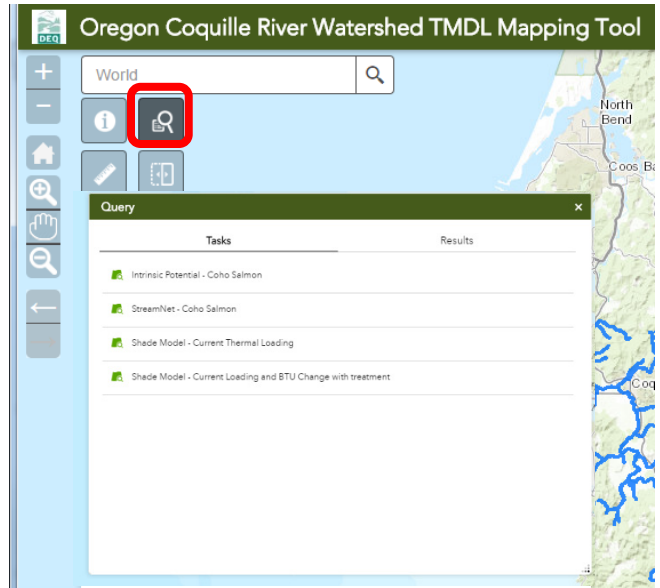 DEQ
Oregon Coquille River Watershed TMDL Mapping Tool
World
North
Bend
Coos Ba
Query
Tasks
Results
Intrinsic Potential - Coho Salmon
StreamNet - Coho Salmon
Shade Model - Current Thermal Loading
Shade Model - Current Loading and BTU Change with treatment
Coq